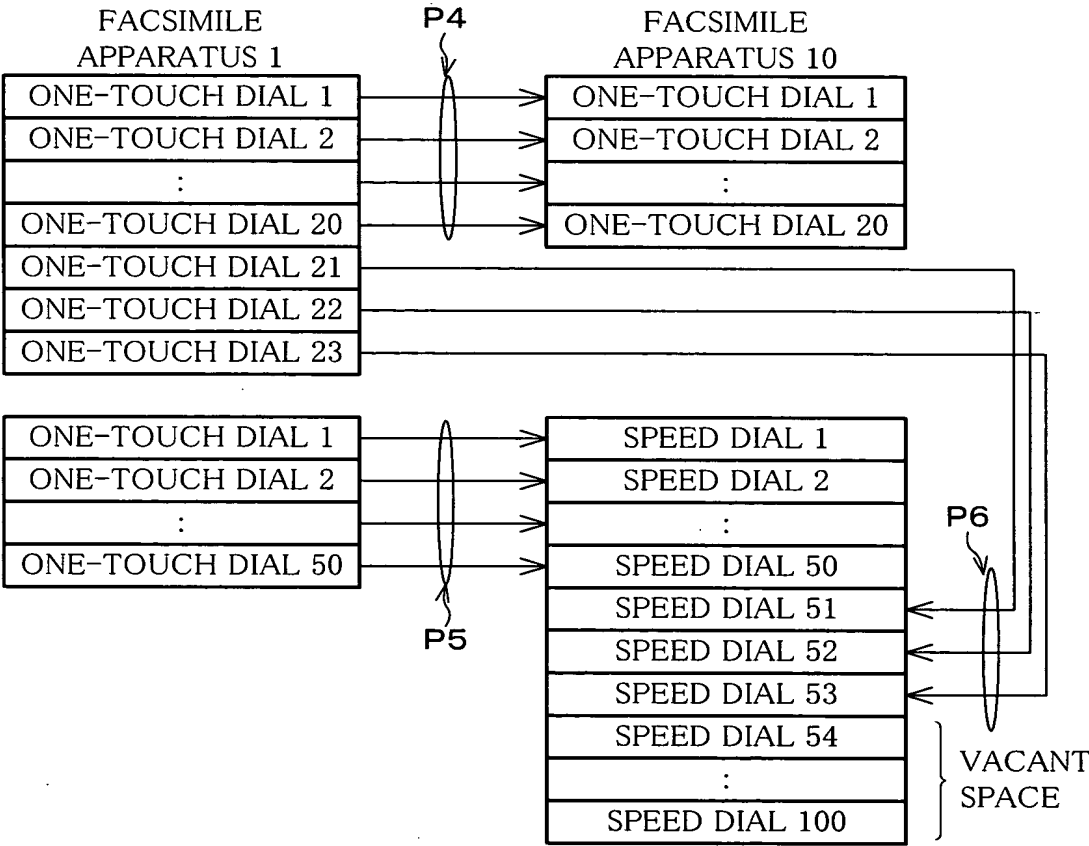 FACSIMILE
APPARATUS 1
P4
FACSIMILE
APPARATUS 10
ONE-TOUCH DIAL 1
ONE-TOUCH DIAL 2
:
ONE-TOUCH DIAL 20
ONE-TOUCH DIAL 21
ONE-TOUCH DIAL 22
ONE-TOUCH DIAL 23
ONE-TOUCH DIAL 1
ONE-TOUCH DIAL 2
:
ONE-TOUCH DIAL 20
ONE-TOUCH DIAL 1
ONE-TOUCH DIAL 2
:
ONE-TOUCH DIAL 50
P5
SPEED DIAL 1
SPEED DIAL 2
:
SPEED DIAL 50
SPEED DIAL 51
SPEED DIAL 52
SPEED DIAL 53
SPEED DIAL 54
:
SPEED DIAL 100
P6
VACANT
SPACE